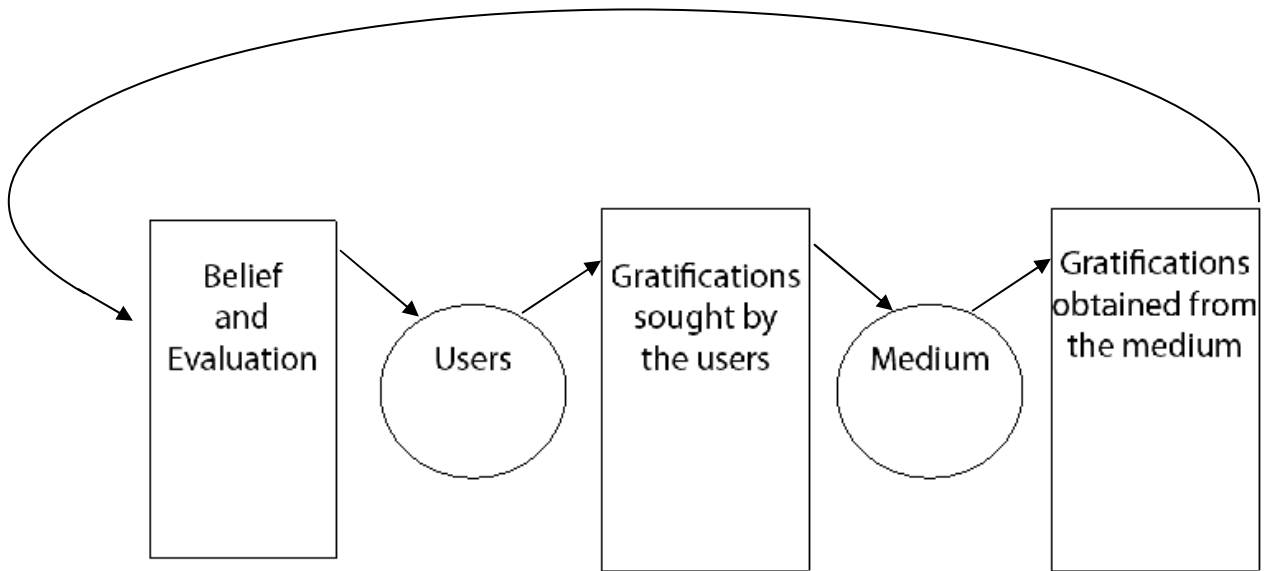 Belief
and
Evaluation
Users
Gratifications
sought by
the users
Medium
Gratifications
obtained from
the medium